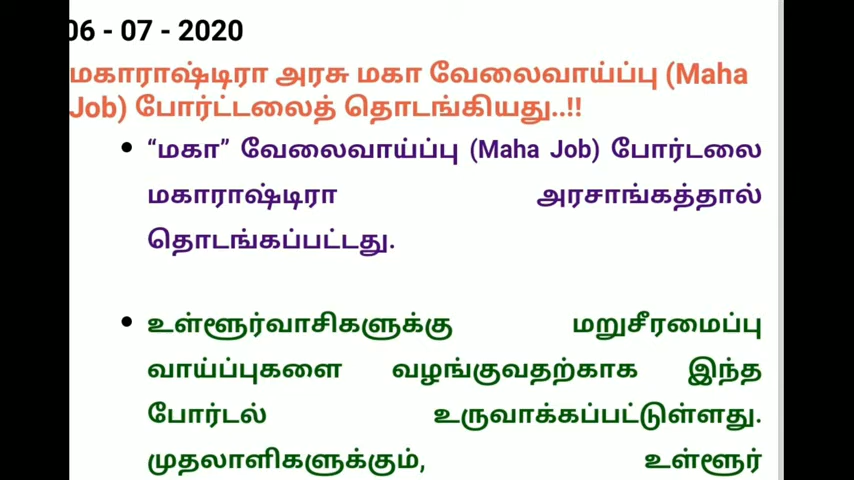 06 - 07 - 2020
மகாராஷ்டிரா அரசு மகா வேலைவாய்ப்பு (Maha
Job) போர்ட்டலைத் தொடங்கியது..!!
• “மகா” வேலைவாய்ப்பு (Maha Job) போர்டலை
மகாராஷ்டிரா அரசாங்கத்தால்
தொடங்கப்பட்டது.
• உள்ளூர்வாசிகளுக்கு மறுசீரமைப்பு
வாய்ப்புகளை வழங்குவதற்காக இந்த
போர்டல் உருவாக்கப்பட்டுள்ளது.
முதலாளிகளுக்கும், உள்ளூர்